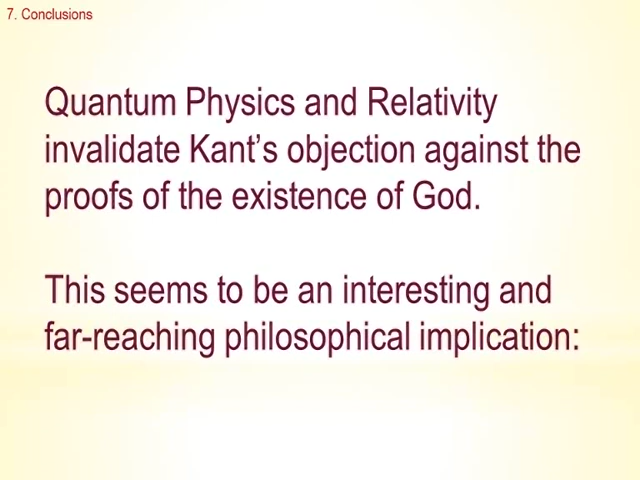 7. Conclusions
Quantum Physics and Relativity
invalidate Kant's objection against the
proofs of the existence of God.
This seems to be an interesting and
far-reaching philosophical implication: